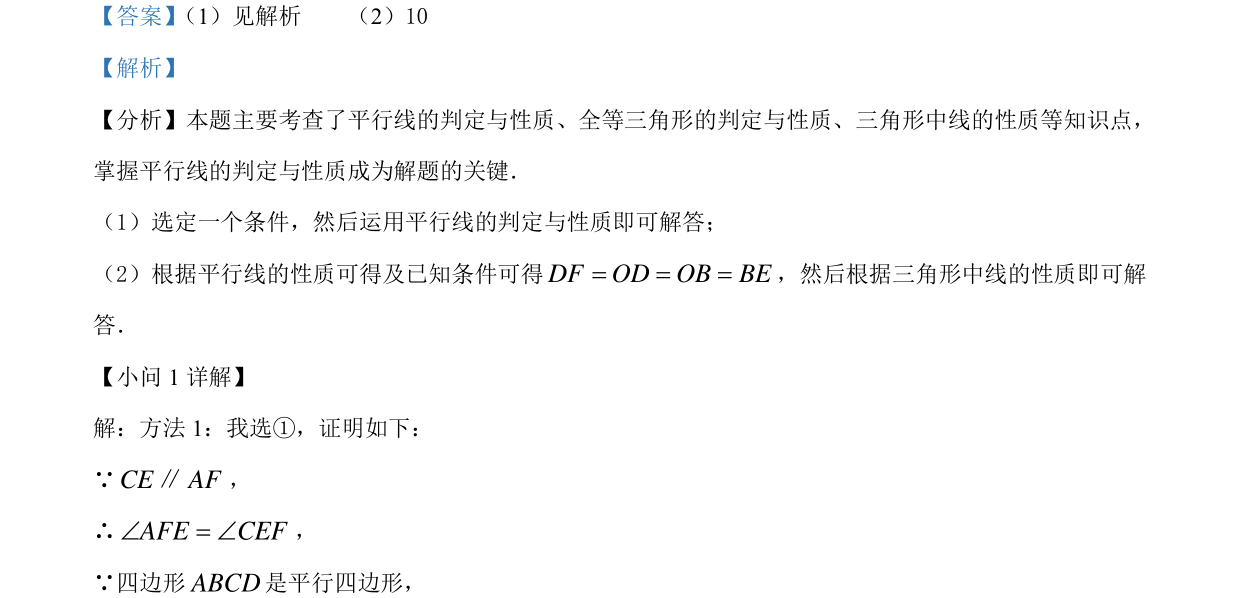 【答案】（1）见解析　　（2）10
【解析】
【分析】本题主要考查了平行线的判定与性质、全等三角形的判定与性质、三角形中线的性质等知识点，
掌握平行线的判定与性质成为解题的关键．
（1）选定一个条件，然后运用平行线的判定与性质即可解答；
（2）根据平行线的性质可得及已知条件可得DF = OD = OB = BE，然后根据三角形中线的性质即可解
答．
【小问 1 详解】
解：方法 1：我选①，证明如下：
∵CE∥AF，
∴∠AFE = ∠CEF，
∵四边形ABCD是平行四边形，